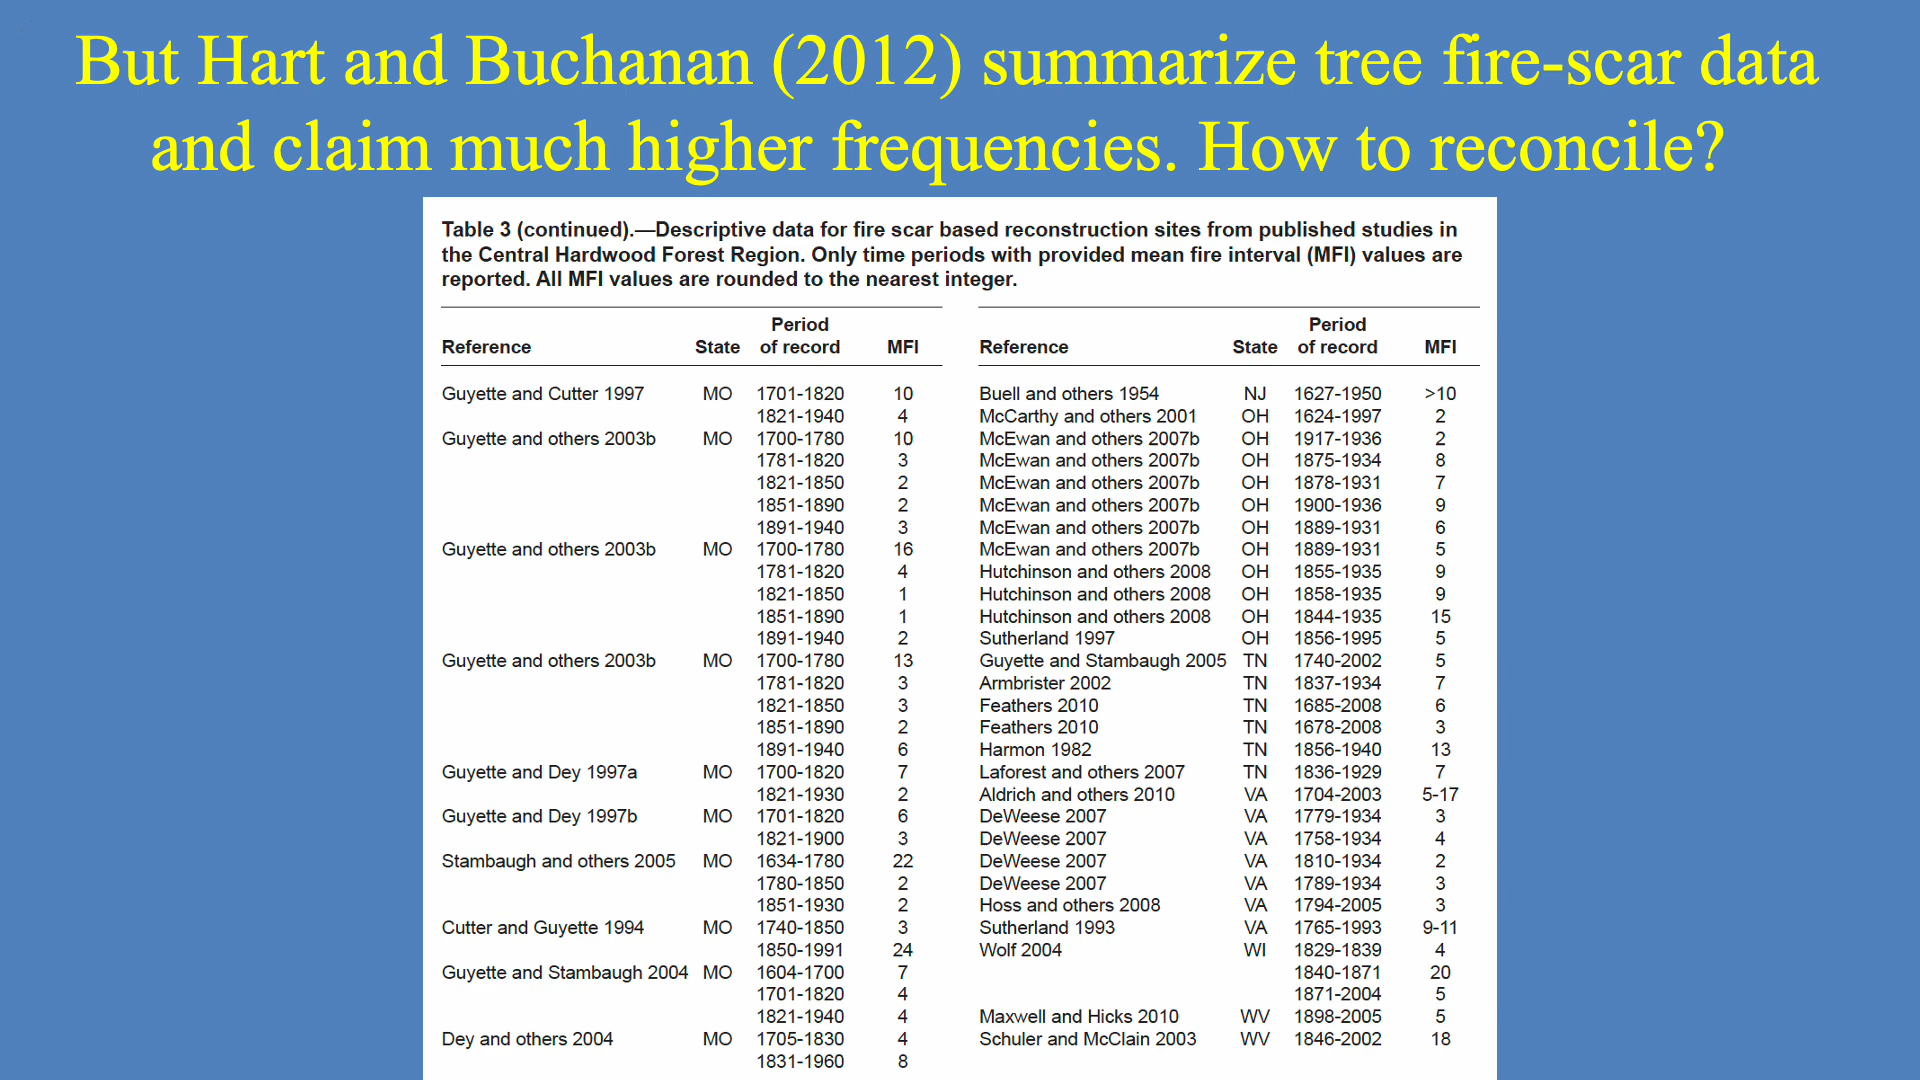 But Hart and Buchanan (2012) summarize tree fire-scar data
and claim much higher frequencies. How to reconcile?
Table 3 (continued).—Descriptive data for fire scar based reconstruction sites from published studies in
the Central Hardwood Forest Region. Only time periods with provided mean fire interval (MFI) values are
reported. All MFI values are rounded to the nearest integer.
Period
Reference State of record MFI
Guyette and Cutter 1997 MO 1701-1820 10
1821-1940 4
Guyette and others 2003b MO 1700-1780 10
1781-1820 3
1821-1850 2
1851-1890 2
1891-1940 3
Guyette and others 2003b MO 1700-1780 16
1781-1820 4
1821-1850 1
1851-1890 1
1891-1940 2
Guyette and others 2003b MO 1700-1780 13
1781-1820 3
1821-1850 3
1851-1890 2
1891-1940 6
Guyette and Dey 1997a MO 1700-1820 7
1821-1930 2
Guyette and Dey 1997b MO 1701-1820 6
1821-1900 3
Stambaugh and others 2005 MO 1634-1780 22
1780-1850 2
1851-1930 2
Cutter and Guyette 1994 MO 1740-1850 3
1850-1991 24
Guyette and Stambaugh 2004 MO 1604-1700 7
1701-1820 4
1821-1940 4
Dey and others 2004 MO 1705-1830 4
1831-1960 8
Period
Reference State of record MFI
Buell and others 1954 NJ 1627-1950 >10
McCarthy and others 2001 OH 1624-1997 2
McEwan and others 2007b OH 1917-1936 2
McEwan and others 2007b OH 1875-1934 8
McEwan and others 2007b OH 1878-1931 7
McEwan and others 2007b OH 1900-1936 9
McEwan and others 2007b OH 1889-1931 6
McEwan and others 2007b OH 1889-1931 5
Hutchinson and others 2008 OH 1855-1935 9
Hutchinson and others 2008 OH 1858-1935 9
Hutchinson and others 2008 OH 1844-1935 15
Sutherland 1997 OH 1856-1995 5
Guyette and Stambaugh 2005 TN 1740-2002 5
Armbrister 2002 TN 1837-1934 7
Feathers 2010 TN 1685-2008 6
Feathers 2010 TN 1678-2008 3
Harmon 1982 TN 1856-1940 13
Laforest and others 2007 TN 1836-1929 7
Aldrich and others 2010 VA 1704-2003 5-17
DeWeese 2007 VA 1779-1934 3
DeWeese 2007 VA 1758-1934 4
DeWeese 2007 VA 1810-1934 2
DeWeese 2007 VA 1789-1934 3
Hoss and others 2008 VA 1794-2005 3
Sutherland 1993 VA 1765-1993 9-11
Wolf 2004 WI 1829-1839 4
1840-1871 20
1871-2004 5
Maxwell and Hicks 2010 WV 1898-2005 5
Schuler and McClain 2003 WV 1846-2002 18